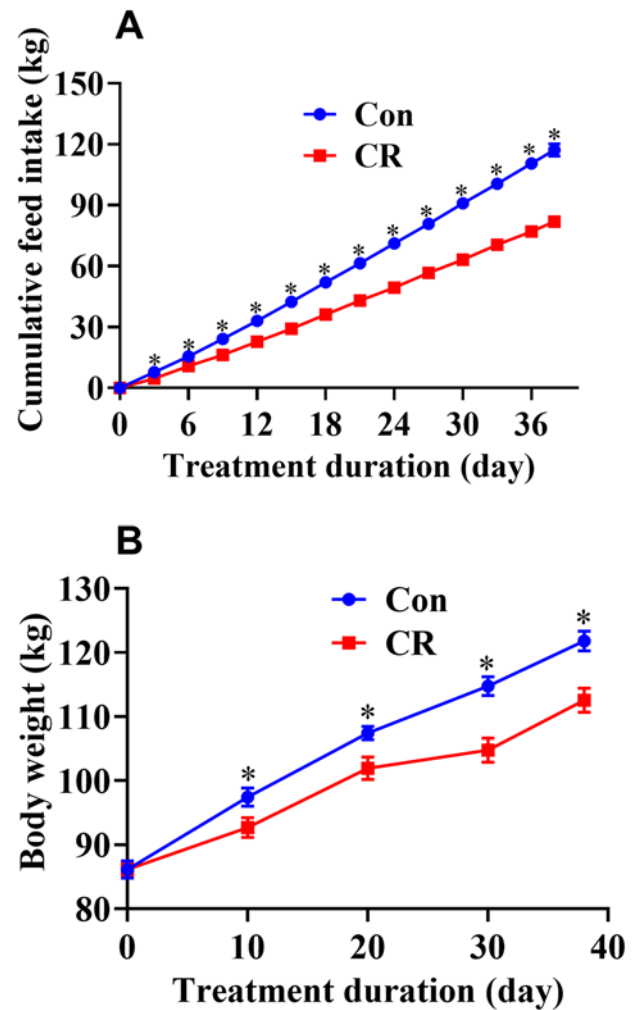 A
Cumulative feed intake (kg)
150
120
90
60
30
0
Con
CR
* * * * * * * * * * * * *
0 6 12 18 24 30 36
Treatment duration (day)
B
Body weight (kg)
130
120
110
100
90
80
Con
CR
* * * *
0 10 20 30 40
Treatment duration (day)